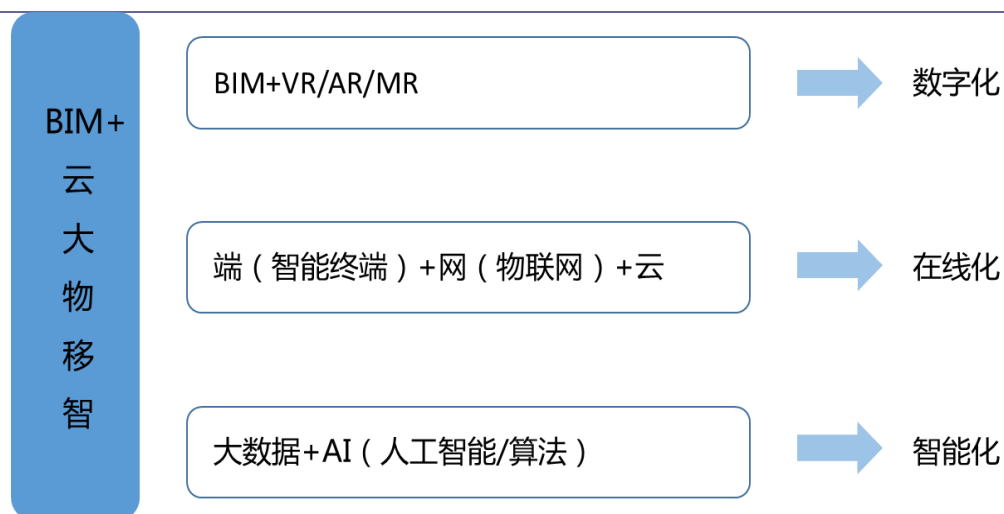 BIM+
云
大
物
移
智
BIM+VR/AR/MR
数字化
端（智能终端）+网（物联网）+云
在线化
大数据+AI（人工智能/算法）
智能化